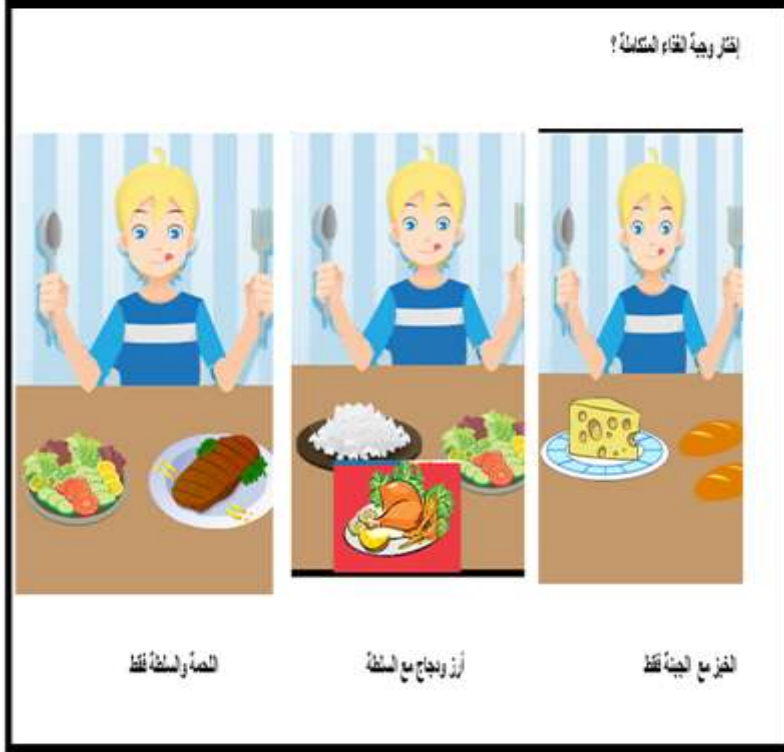 إختار وجبة الغذاء المتكاملة ؟
الخبز مع الجبنة فقط
أرز ودجاج مع السلطة
اللحمة والسلطة فقط